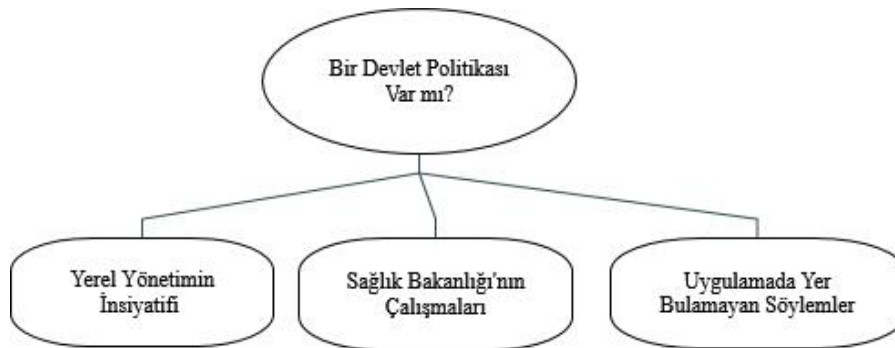 Bir Devlet Politikası
Var mı?
Yerel Yönetimin
İnsiyatifi
Sağlık Bakanlığı'nın
Çalışmaları
Uygulamada Yer
Bulamayan Söylemler